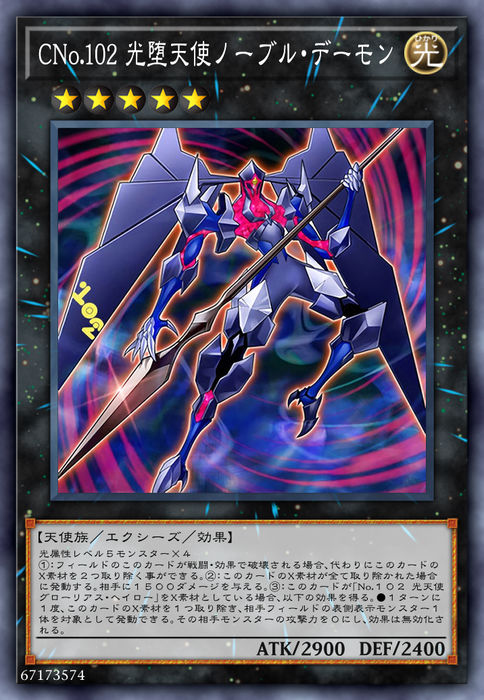 CNo.102 光堕天使ノーブル・デーモン
ひかり
光
102
【天使族／エクシーズ／効果】
光属性レベル５モンスター×４
①：フィールドのこのカードが戦闘・効果で破壊される場合、代わりにこのカードの
X素材を２つ取り除く事ができる。②：このカードのX素材が全て取り除かれた場合
に発動する。相手に１５００ダメージを与える。③：このカードが「No.１０２ 光天使
グローリアス・ヘイロー」をX素材としている場合、以下の効果を得る。●１ターンに
１度、このカードのX素材を１つ取り除き、相手フィールドの表側表示モンスター１
体を対象として発動できる。その相手モンスターの攻撃力を０にし、効果は無効化さ
れる。
ATK/2900 DEF/2400
67173574